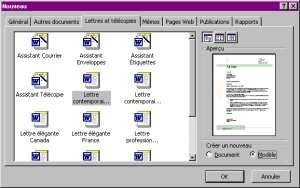 Nouveau
Général
Autres documents
Lettres et télécopies
Mémos
Pages Web
Publications
Rapports
Assistant Courrier
Assistant
Enveloppes
Assistant
Étiquettes
Assistant Télécopie
Lettre
contemporai...
Lettre
contemporai...
Lettre élégante
Canada
Lettre élégante
France
Lettre
profession...
Aperçu
Créer un nouveau
Document
Modèle
OK
Annuler